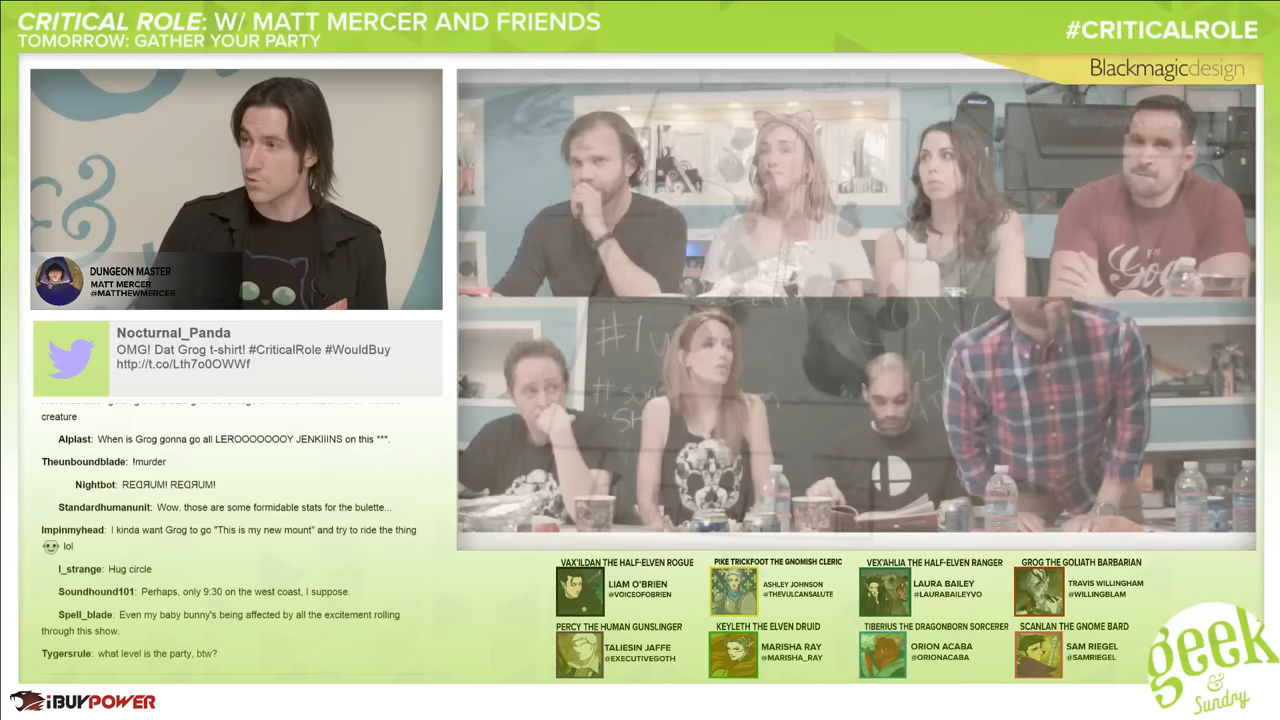 CRITICAL ROLE: W/ MATT MERCER AND FRIENDS
TOMORROW: GATHER YOUR PARTY
#CRITICALROLE
Blackmagicdesign
&
DUNGEON MASTER
MATT MERCER
@MATTHEWMERCER
Nocturnal_Panda
OMG! Dat Grog t-shirt! #CriticalRole #WouldBuy
http://t.co/Lth7o0OWWf
creature
Alplast: When is Grog gonna go all LEROOOOOOOY JENKIIINS on this ***.
Theunboundblade: !murder
Nightbot: REᗡЯUM! REᗡЯUM!
Standardhumanunit: Wow, those are some formidable stats for the bulette...
Impinmyhead: I kinda want Grog to go "This is my new mount" and try to ride the thing
lol
I_strange: Hug circle
Soundhound101: Perhaps, only 9:30 on the west coast, I suppose.
Spell_blade: Even my baby bunny's being affected by all the excitement rolling
through this show.
Tygersrule: what level is the party, btw?
VAX'ILDAN THE HALF-ELVEN ROGUE
LIAM O'BRIEN
@VOICEOFOBRIEN
PIKE TRICKFOOT THE GNOMISH CLERIC
ASHLEY JOHNSON
@THEVULCANSALUTE
VEX'AHLIA THE HALF-ELVEN RANGER
LAURA BAILEY
@LAURABAILEYVO
GROG THE GOLIATH BARBARIAN
TRAVIS WILLINGHAM
@WILLINGBLAM
PERCY THE HUMAN GUNSLINGER
TALIESIN JAFFE
@EXECUTIVEGOTH
KEYLETH THE ELVEN DRUID
MARISHA RAY
@MARISHA_RAY
TIBERIUS THE DRAGONBORN SORCERER
ORION ACABA
@ORIONACABA
SCANLAN THE GNOME BARD
SAM RIEGEL
@SAMRIEGEL
geek
&
Sundry
iBUYPOWER